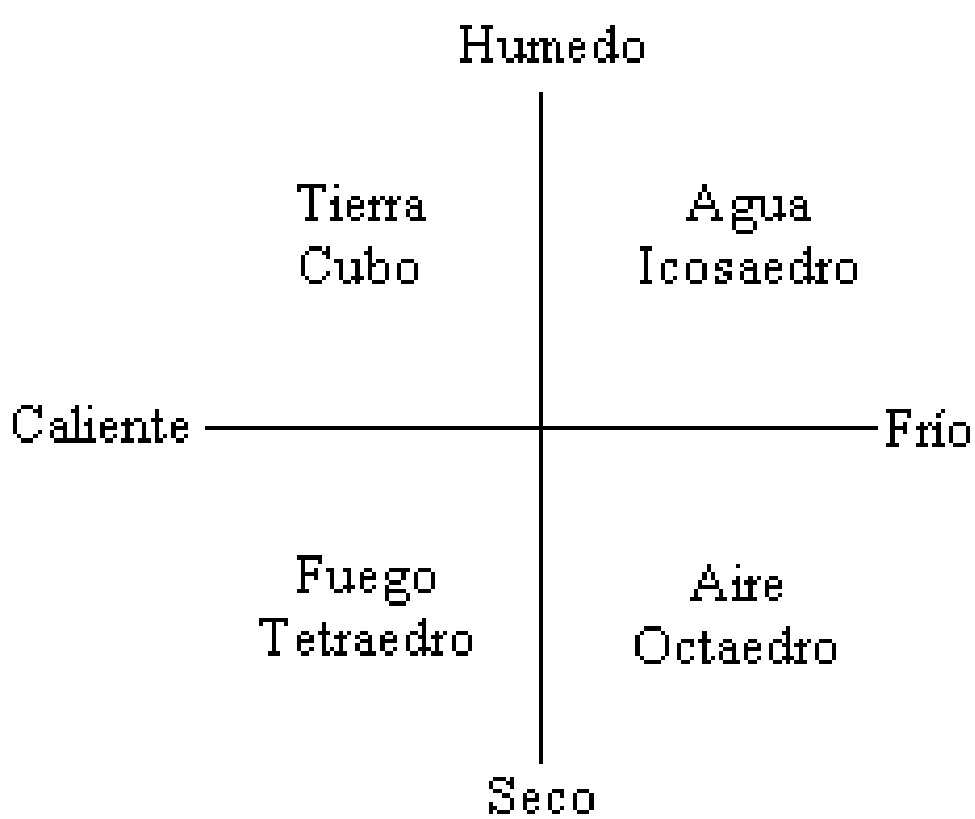 Humedo
Tierra
Cubo
Agua
Icosaedro
Caliente
Frío
Fuego
Tetraedro
Aire
Octaedro
Seco